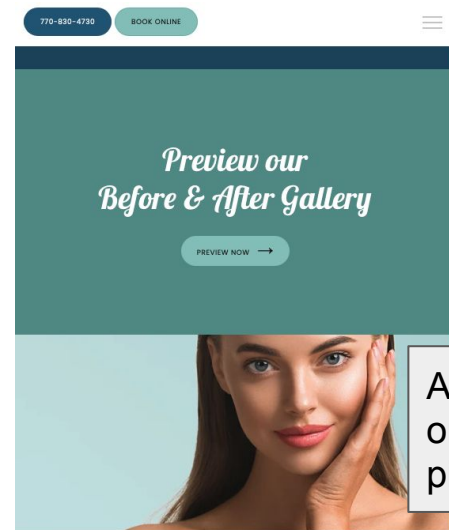 770-830-4730
BOOK ONLINE
Preview our
Before & After Gallery
PREVIEW NOW →
A
o
p